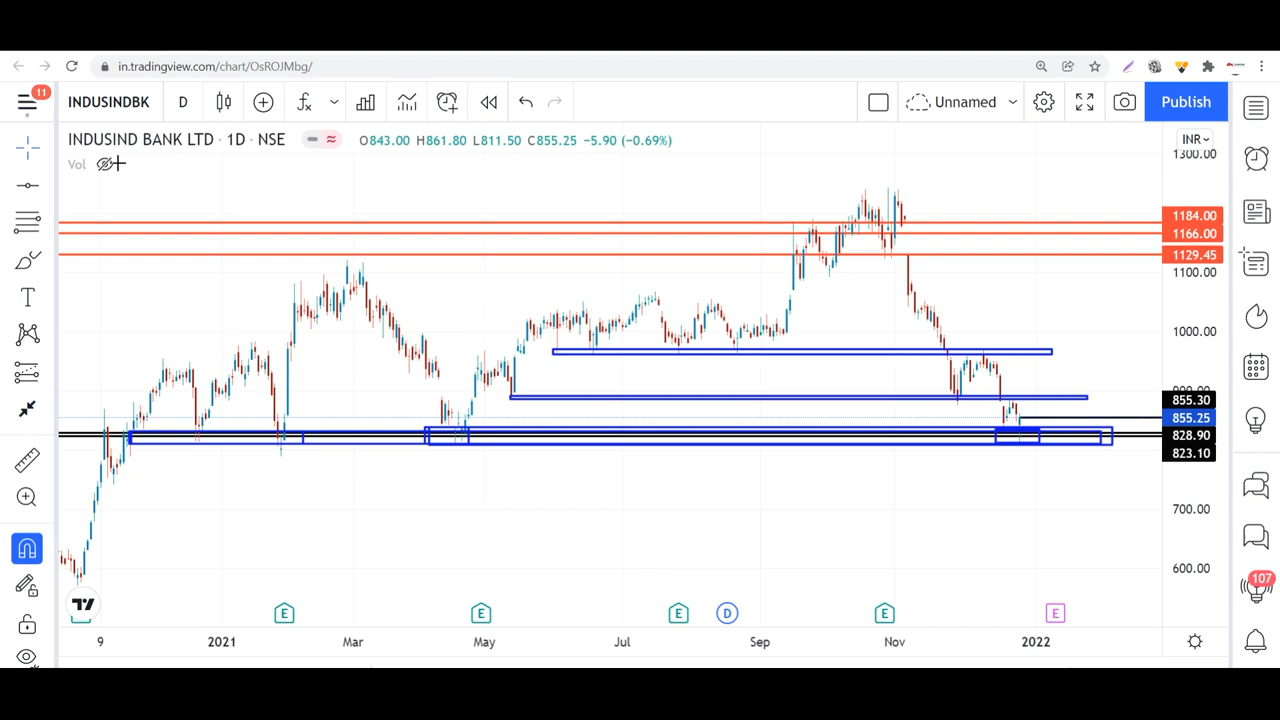 in.tradingview.com/chart/OsROJMbg/
11
INDUSINDBK D fx Unnamed Publish
INDUSIND BANK LTD · 1D · NSE O843.00 H861.80 L811.50 C855.25 -5.90 (-0.69%)
INR
Vol
1300.00
1184.00
1166.00
1129.45
1100.00
1000.00
900.00
855.30
855.25
828.90
823.10
700.00
600.00
T
107
E E E D E E
9 2021 Mar May Jul Sep Nov 2022